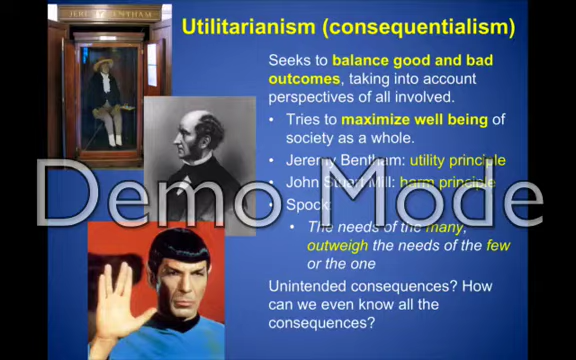 JEREMY BENTHAM
Utilitarianism (consequentialism)
Seeks to balance good and bad
outcomes, taking into account
perspectives of all involved.
• Tries to maximize well being of
society as a whole.
• Jeremy Bentham: utility principle
• John Stuart Mill: harm principle
• Spock:
• The needs of the many,
outweigh the needs of the few
or the one
Unintended consequences? How
can we even know all the
consequences?
Demo Mode